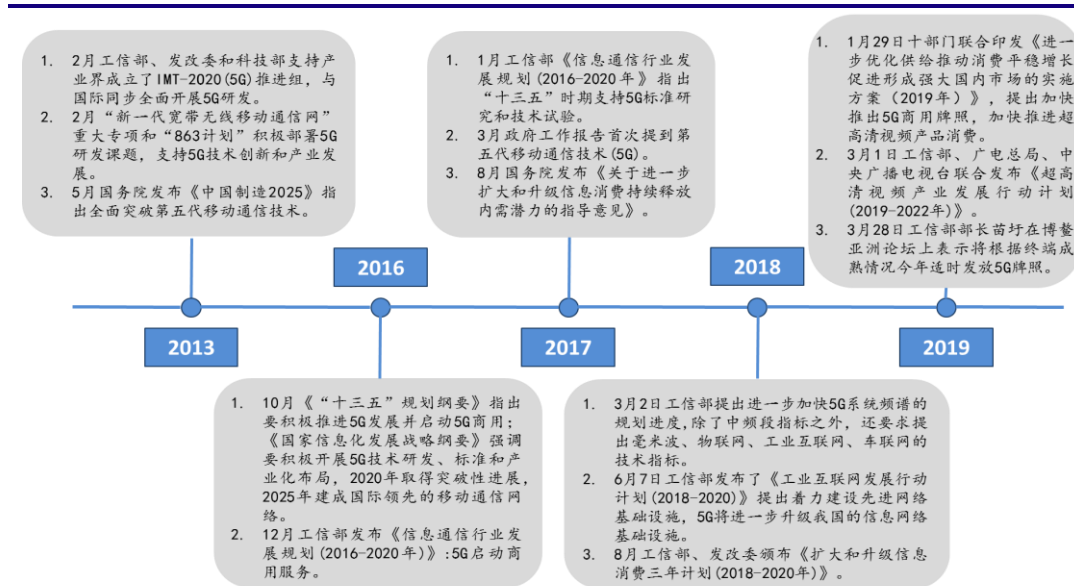 1. 2月工信部、发改委和科技部支持产
业界成立了IMT-2020(5G)推进组，与
国际同步全面开展5G研发。
2. 2月“新一代宽带无线移动通信网”
重大专项和“863计划”积极部署5G
研发课题，支持5G技术创新和产业发
展。
3. 5月国务院发布《中国制造2025》指
出全面突破第五代移动通信技术。
2013
2016
1. 10月《“十三五”规划纲要》指出
要积极推进5G发展并启动5G商用；
《国家信息化发展战略纲要》强调
要积极开展5G技术研发、标准和产
业化布局，2020年取得突破性进展，
2025年建成国际领先的移动通信网
络。
2. 12月工信部发布《信息通信行业发
展规划(2016-2020年)》:5G启动商
用服务。
1. 1月工信部《信息通信行业发
展规划(2016-2020年》指出
“十三五”时期支持5G标准研
究和技术试验。
2. 3月政府工作报告首次提到第
五代移动通信技术(5G)。
3. 8月国务院发布《关于进一步
扩大和升级信息消费持续释放
内需潜力的指导意见》。
2017
2018
1. 3月2日工信部提出进一步加快5G系统频谱的
规划进度,除了中频段指标之外，还要求提
出毫米波、物联网、工业互联网、车联网的
技术指标。
2. 6月7日工信部发布了《工业互联网发展行动
计划(2018-2020)》提出着力建设先进网络
基础设施，5G将进一步升级我国的信息网络
基础设施。
3. 8月工信部、发改委颁布《扩大和升级信息
消费三年计划(2018-2020年)》。
1. 1月29日十部门联合印发《进一
步优化供给推动消费平稳增长
促进形成强大国内市场的实施
方案（2019年）》，提出加快
推出5G商用牌照，加快推进超
高清视频产品消费。
2. 3月1日工信部、广电总局、中
央广播电视台联合发布《超高
清视频产业发展行动计划
(2019-2022年)》。
3. 3月28日工信部部长苗圩在博鳌
亚洲论坛上表示将根据终端成
熟情况今年适时发放5G牌照。
2019